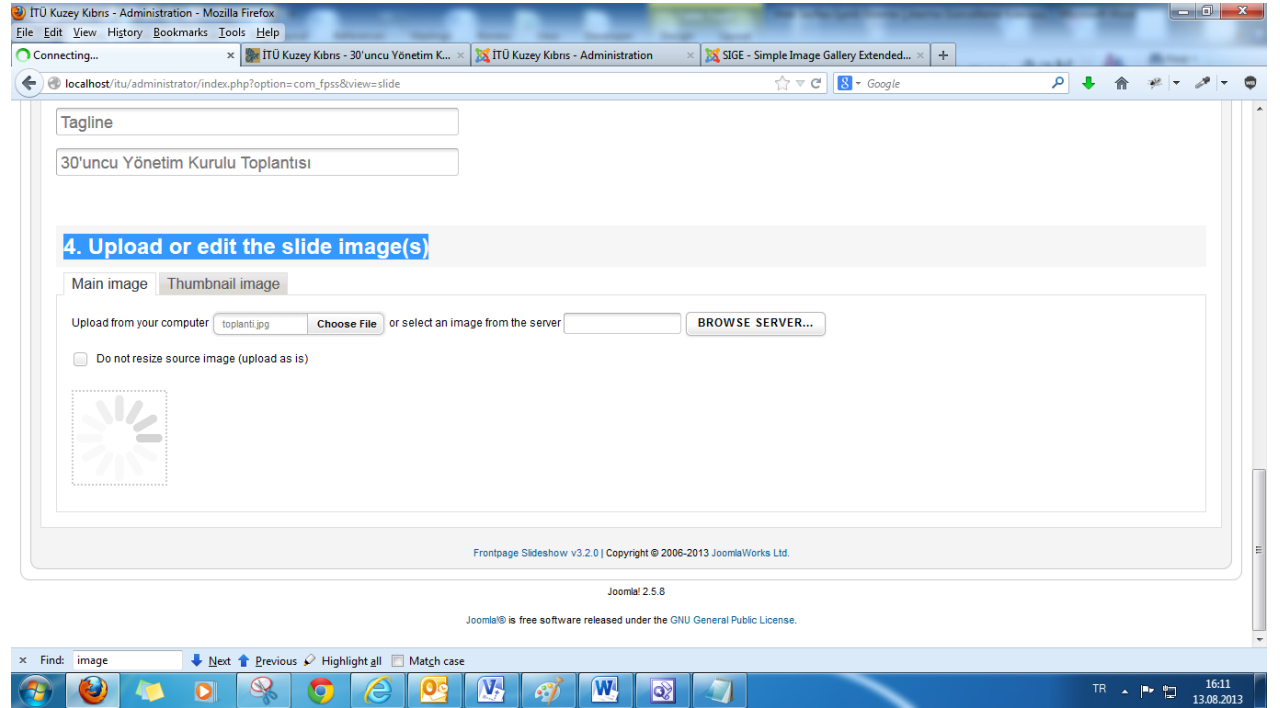 İTÜ Kuzey Kıbrıs - Administration - Mozilla Firefox
File Edit View History Bookmarks Tools Help
Connecting... × İTÜ Kuzey Kıbrıs - 30'uncu Yönetim K... × İTÜ Kuzey Kıbrıs - Administration × SIGE - Simple Image Gallery Extended... × +
localhost/itu/administrator/index.php?option=com_fpss&view=slide Google
Tagline
30'uncu Yönetim Kurulu Toplantısı
4. Upload or edit the slide image(s)
Main image Thumbnail image
Upload from your computer toplanti.jpg Choose File or select an image from the server BROWSE SERVER...
Do not resize source image (upload as is)
Frontpage Slideshow v3.2.0 | Copyright © 2006-2013 JoomlaWorks Ltd.
Joomla! 2.5.8
Joomla!® is free software released under the GNU General Public License.
× Find: image Next Previous Highlight all Match case
TR 16:11
13.08.2013